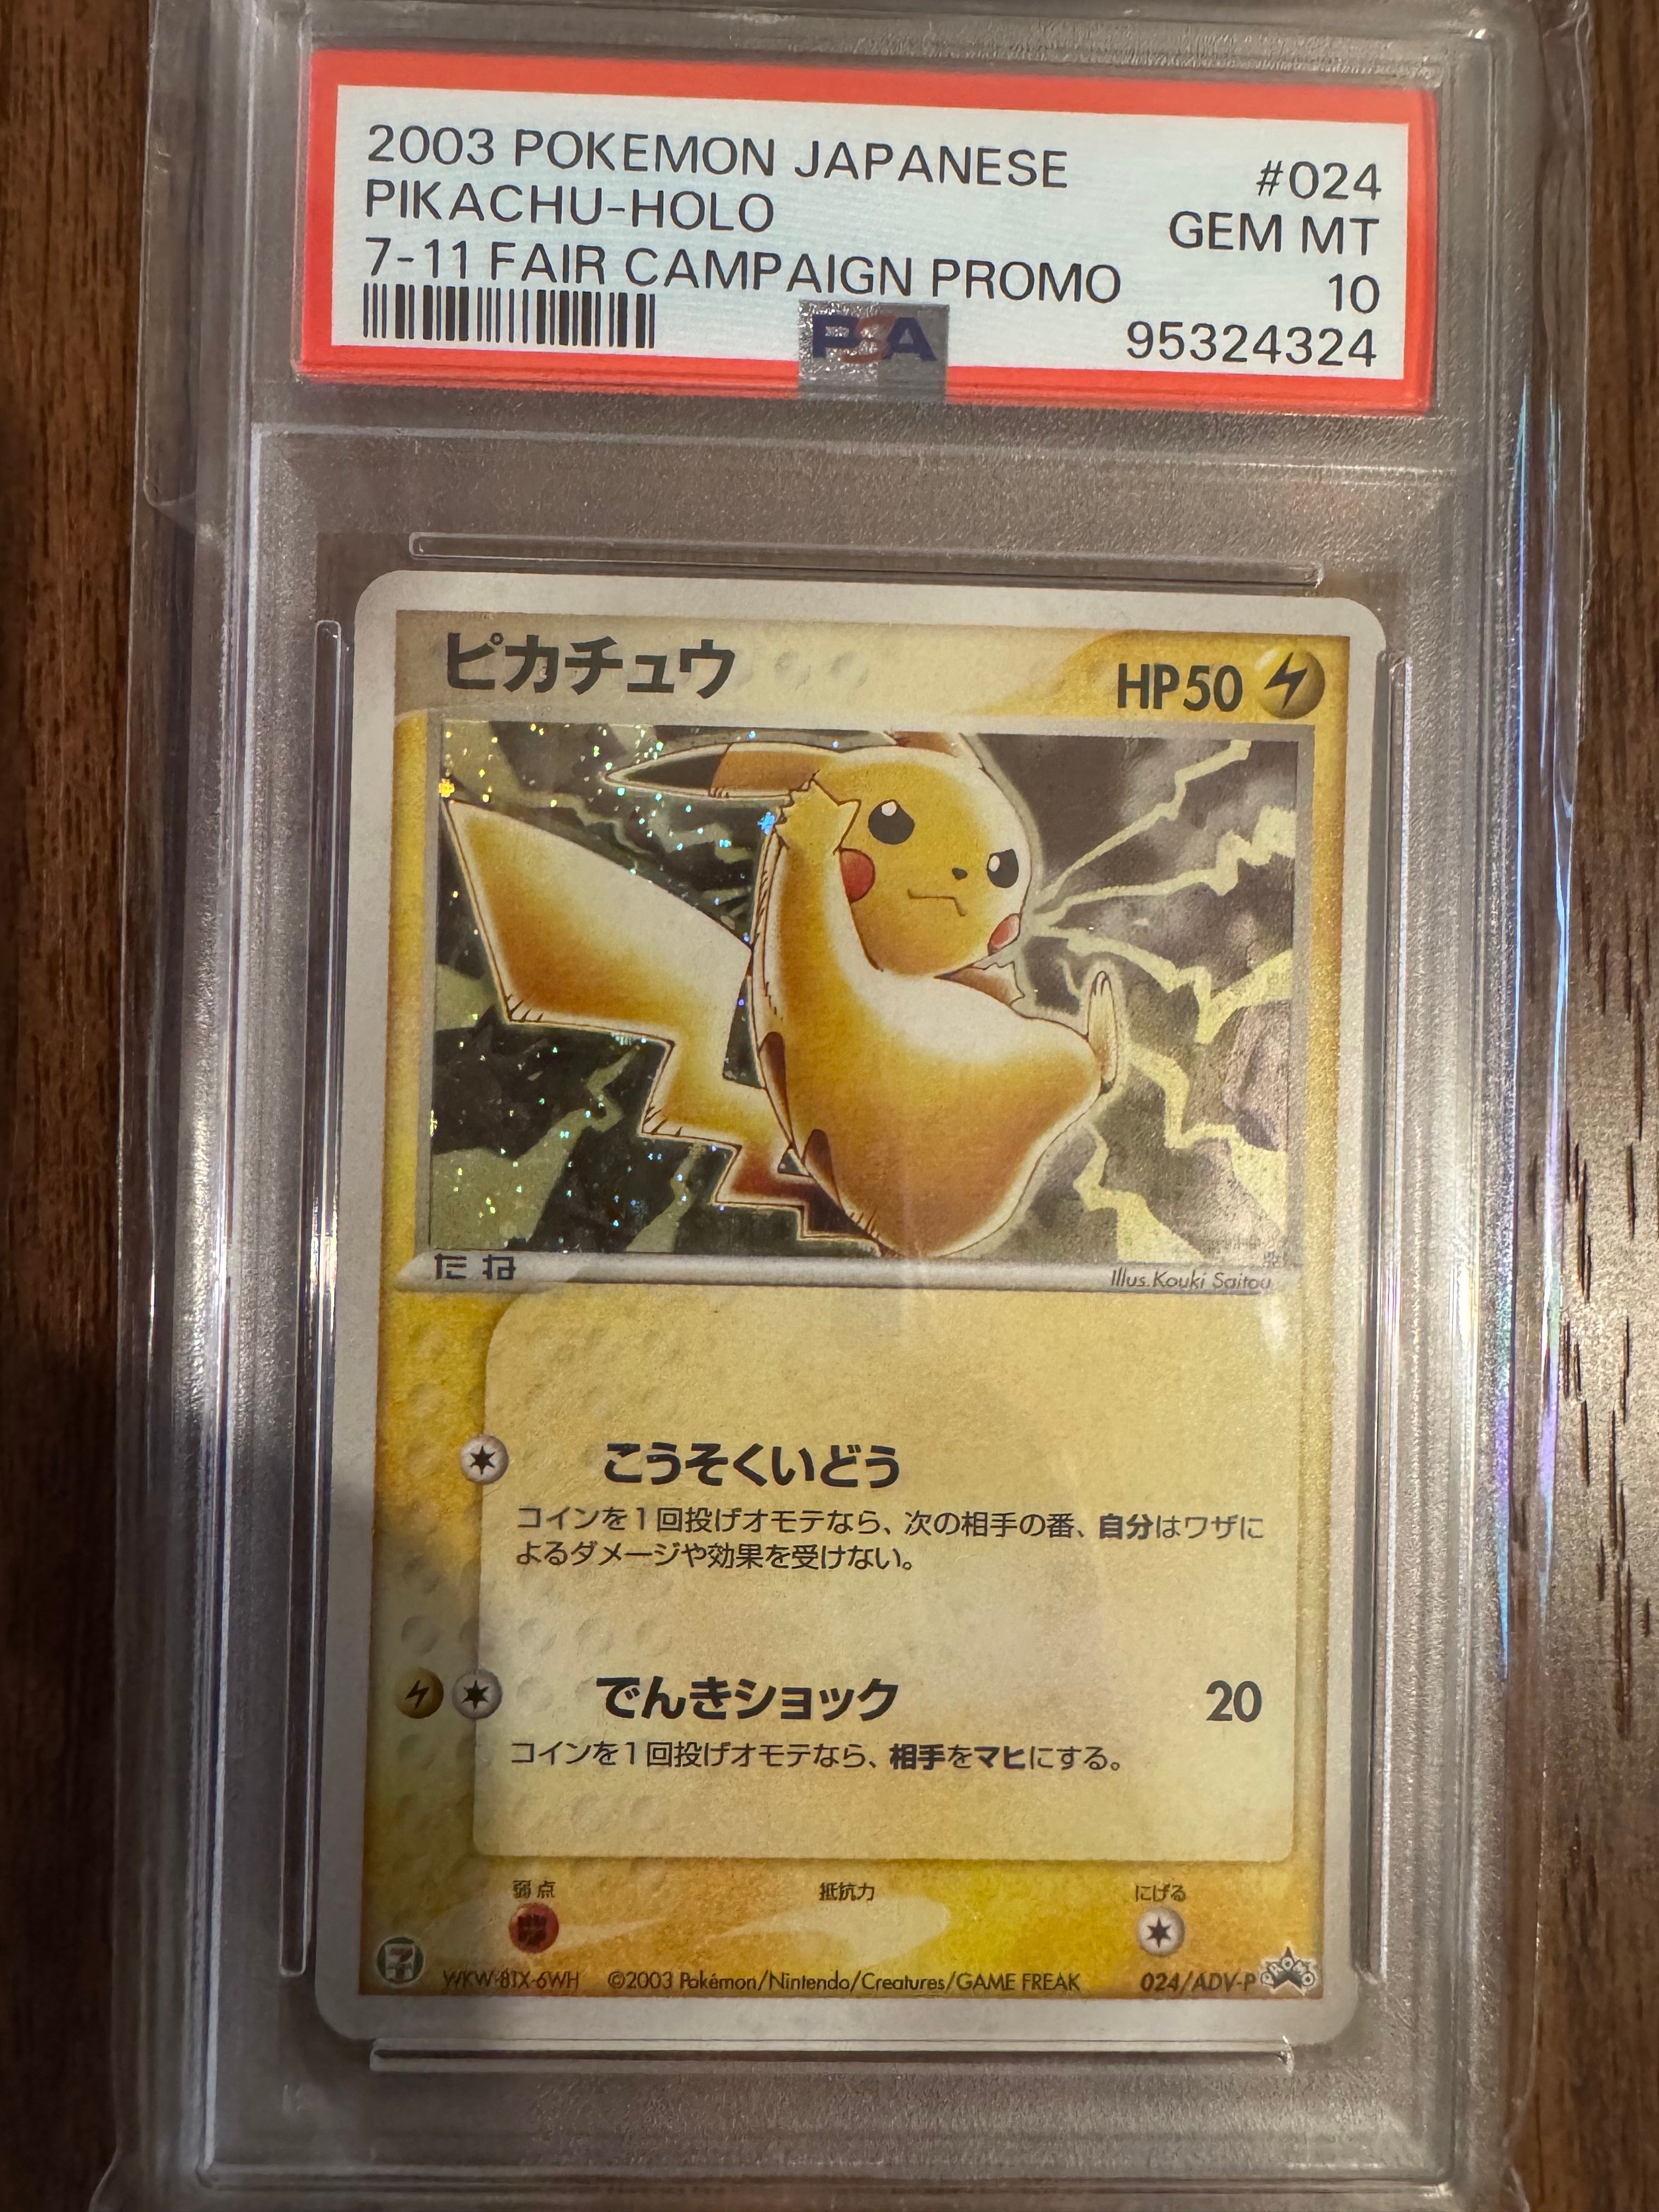 2003 POKEMON JAPANESE #024
PIKACHU-HOLO GEM MT
7-11 FAIR CAMPAIGN PROMO 10
PSA 95324324
ピカチュウ HP50
たね Illus. Kouki Saitou
こうそくいどう
コインを1回投げオモテなら、次の相手の番、自分はワザに
よるダメージや効果を受けない。
でんきショック 20
コインを1回投げオモテなら、相手をマヒにする。
弱点 抵抗力 にげる
7 WKW-8TX-6WH ©2003 Pokémon/Nintendo/Creatures/GAME FREAK 024/ADV-P PROMO